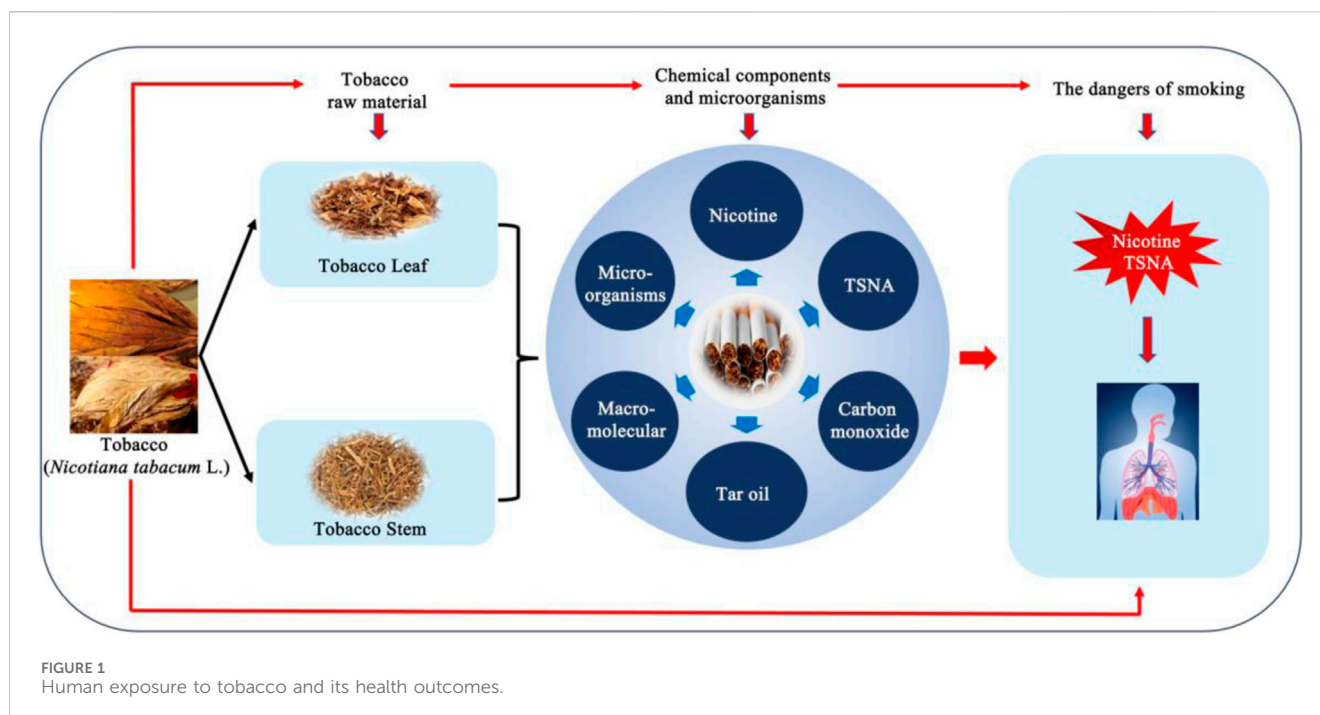 Tobacco
raw material
Chemical components
and microorganisms
The dangers of smoking
Tobacco Leaf
Tobacco
(Nicotiana tabacum L.)
Tobacco Stem
Nicotine
TSNA
Carbon
monoxide
Tar oil
Macro-
molecular
Micro-
organisms
Nicotine
TSNA
FIGURE 1
Human exposure to tobacco and its health outcomes.